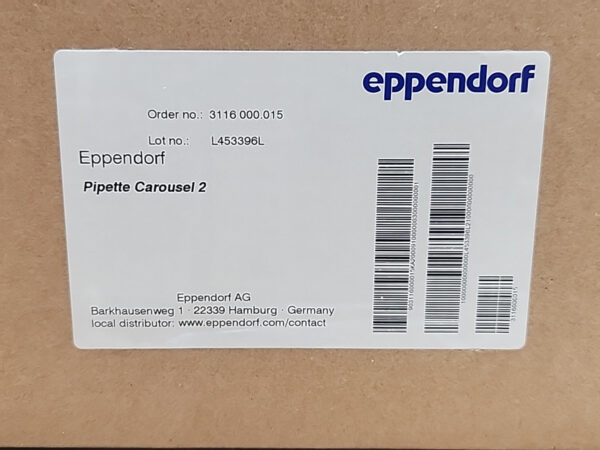 eppendorf
Order no.: 3116 000.015
Lot no.: L453396L
Eppendorf
Pipette Carousel 2
Eppendorf AG
Barkhausenweg 1 · 22339 Hamburg · Germany
local distributor: www.eppendorf.com/contact
3116000015